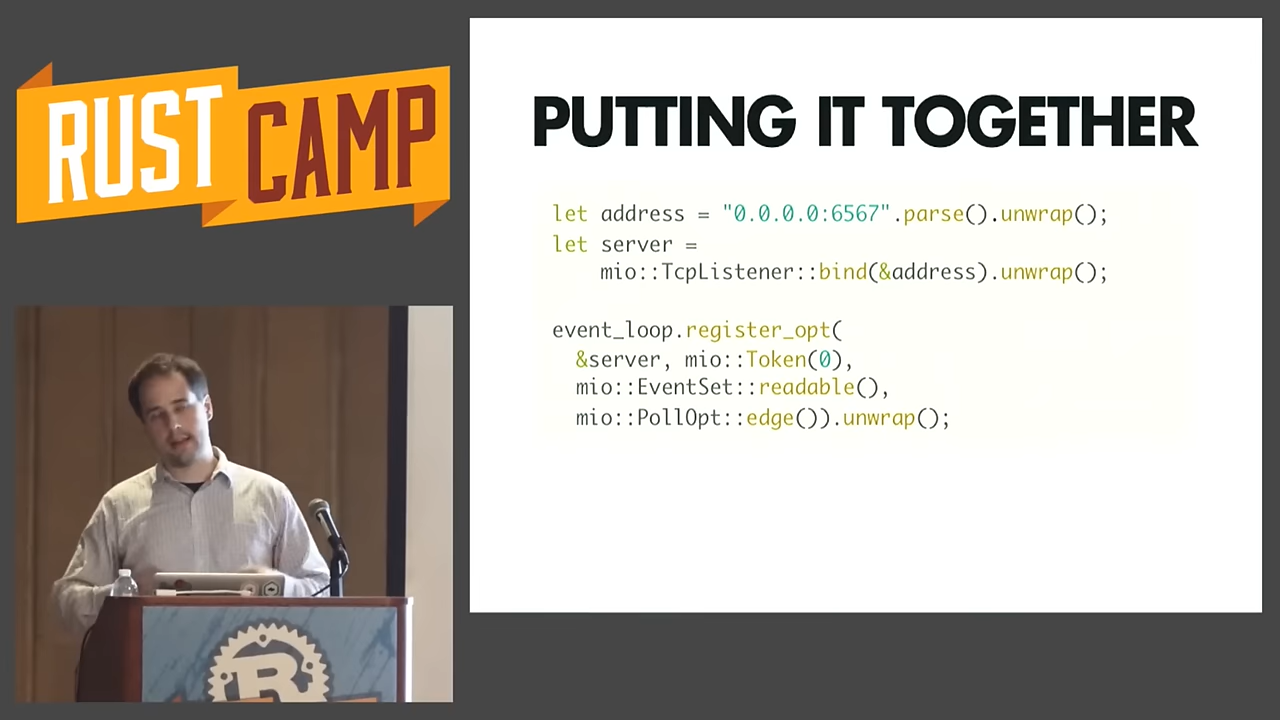 RUST CAMP
PUTTING IT TOGETHER
let address = "0.0.0.0:6567".parse().unwrap();
let server =
    mio::TcpListener::bind(&address).unwrap();
event_loop.register_opt(
  &server, mio::Token(0),
  mio::EventSet::readable(),
  mio::PollOpt::edge()).unwrap();
R